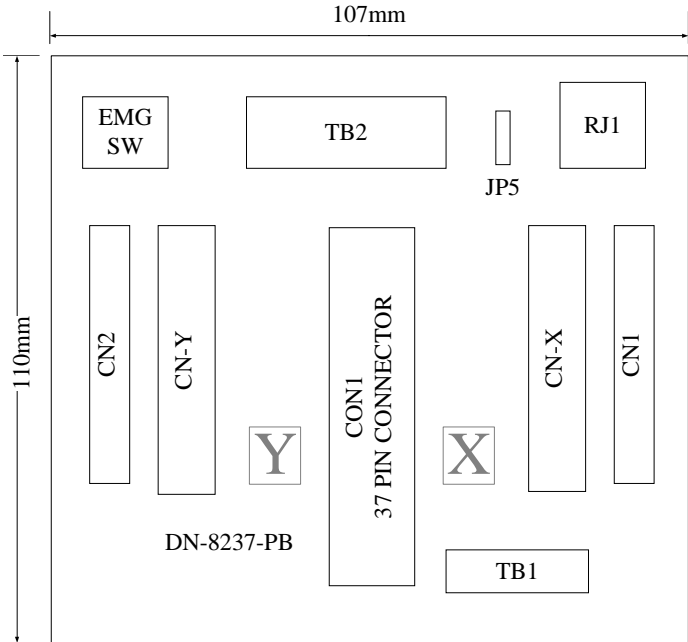 107mm
EMG
SW
TB2
RJ1
JP5
110mm
CN2
CN-Y
CON1
37 PIN CONNECTOR
CN-X
CN1
Y
X
DN-8237-PB
TB1